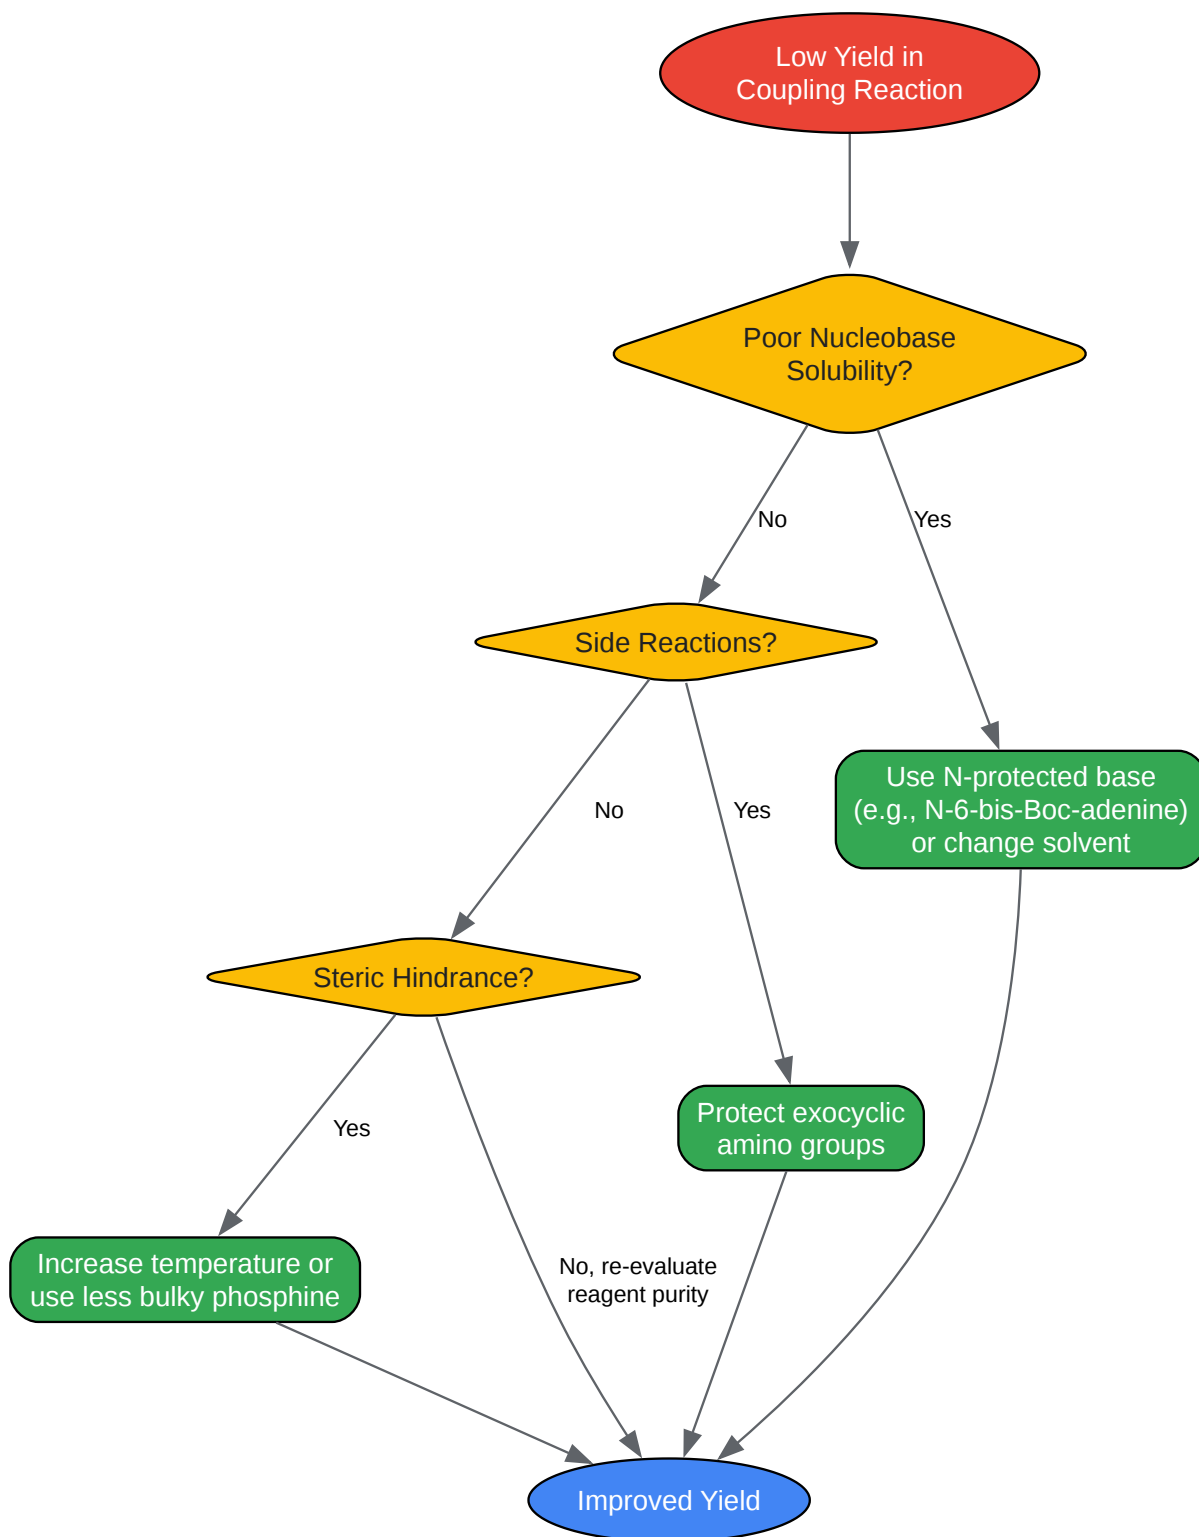 Low Yield in
Coupling Reaction
Poor Nucleobase
Solubility?
No
Yes
Side Reactions?
Use N-protected base
(e.g., N-6-bis-Boc-adenine)
or change solvent
No
Yes
Steric Hindrance?
Protect exocyclic
amino groups
Yes
Increase temperature or
use less bulky phosphine
No, re-evaluate
reagent purity
Improved Yield